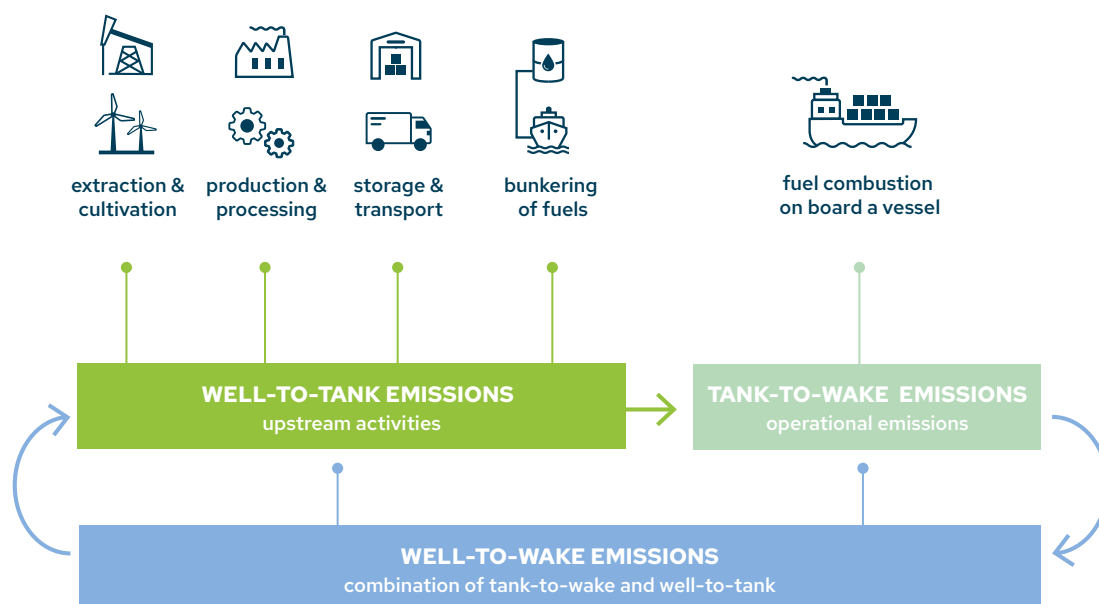 extraction &
cultivation
production &
processing
storage &
transport
bunkering
of fuels
fuel combustion
on board a vessel
WELL-TO-TANK EMISSIONS
upstream activities
TANK-TO-WAKE EMISSIONS
operational emissions
WELL-TO-WAKE EMISSIONS
combination of tank-to-wake and well-to-tank